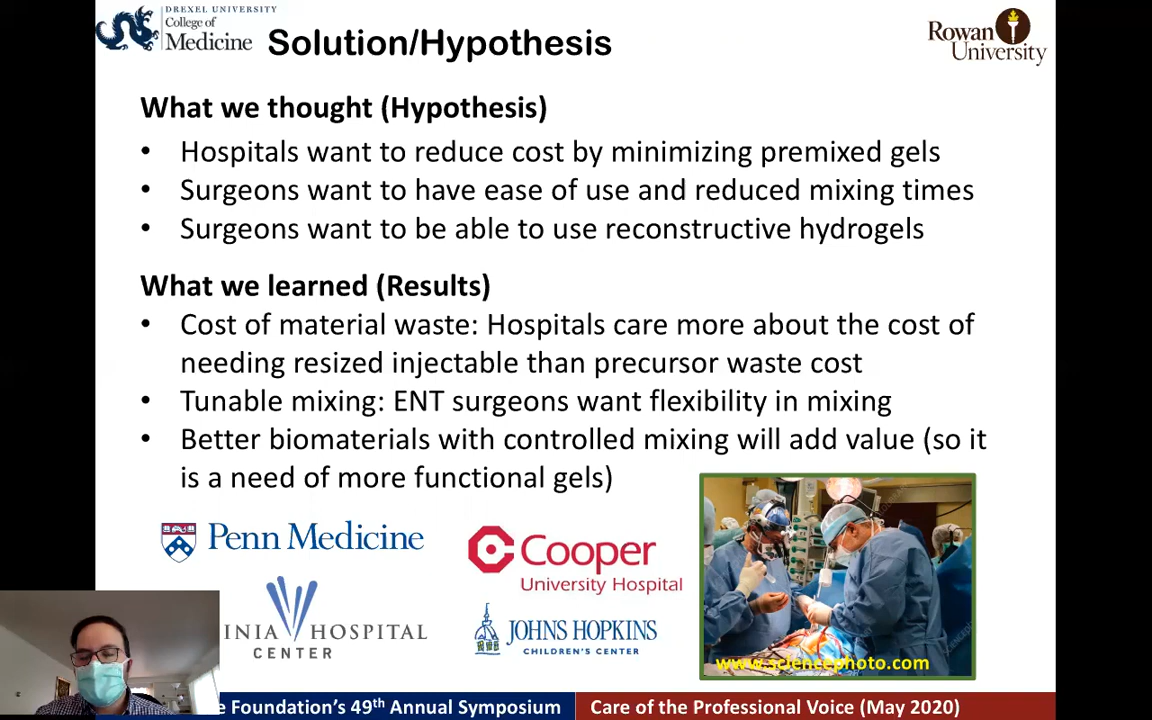 DREXEL UNIVERSITY
College of
Medicine
Solution/Hypothesis
Rowan
University
What we thought (Hypothesis)
• Hospitals want to reduce cost by minimizing premixed gels
• Surgeons want to have ease of use and reduced mixing times
• Surgeons want to be able to use reconstructive hydrogels
What we learned (Results)
• Cost of material waste: Hospitals care more about the cost of
needing resized injectable than precursor waste cost
• Tunable mixing: ENT surgeons want flexibility in mixing
• Better biomaterials with controlled mixing will add value (so it
is a need of more functional gels)
Penn Medicine
Cooper
University Hospital
INIA HOSPITAL
CENTER
JOHNS HOPKINS
CHILDREN'S CENTER
www.sciencephoto.com
e Foundation's 49th Annual Symposium
Care of the Professional Voice (May 2020)